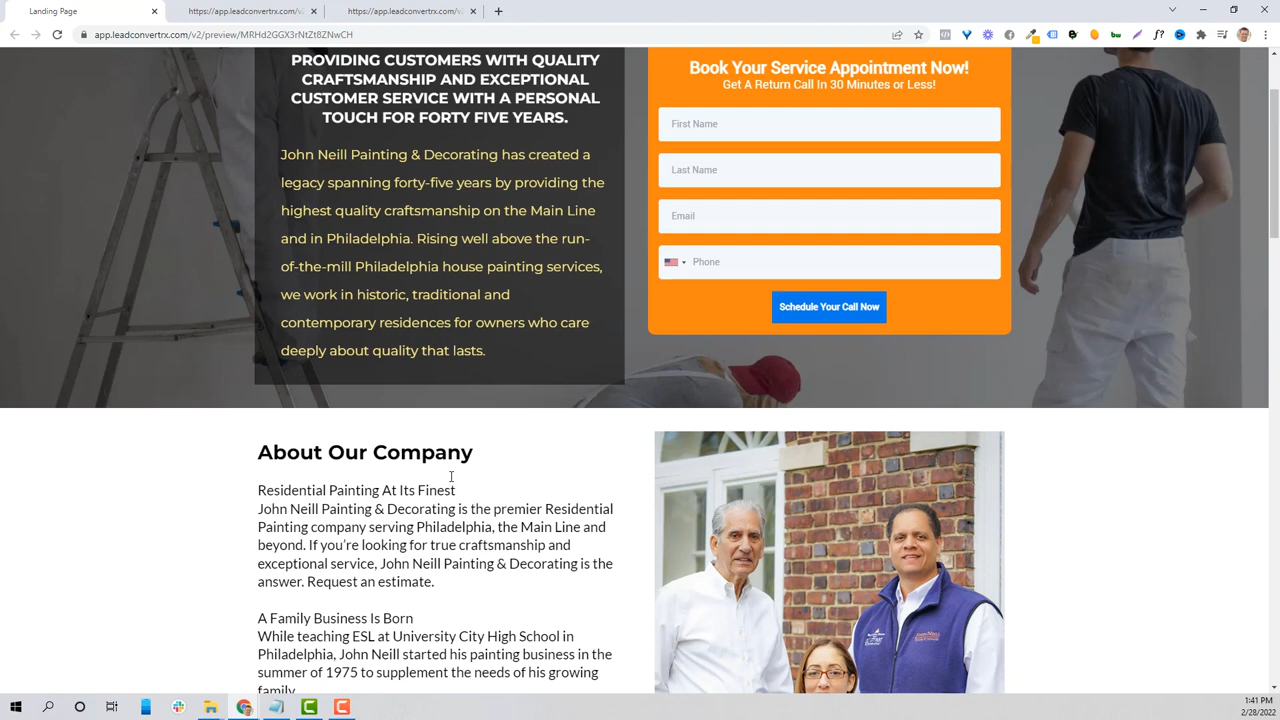 Landing Page
https://app.leadconvertrx.com/v2
https://app.leadconvertrx.com/v2
app.leadconvertrx.com/v2/preview/MRHd2GGX3rNtZt8ZNwCH
PROVIDING CUSTOMERS WITH QUALITY
CRAFTSMANSHIP AND EXCEPTIONAL
CUSTOMER SERVICE WITH A PERSONAL
TOUCH FOR FORTY FIVE YEARS.
John Neill Painting & Decorating has created a
legacy spanning forty-five years by providing the
highest quality craftsmanship on the Main Line
and in Philadelphia. Rising well above the run-
of-the-mill Philadelphia house painting services,
we work in historic, traditional and
contemporary residences for owners who care
deeply about quality that lasts.
Book Your Service Appointment Now!
Get A Return Call In 30 Minutes or Less!
First Name
Last Name
Email
Phone
Schedule Your Call Now
About Our Company
Residential Painting At Its Finest
John Neill Painting & Decorating is the premier Residential
Painting company serving Philadelphia, the Main Line and
beyond. If you’re looking for true craftsmanship and
exceptional service, John Neill Painting & Decorating is the
answer. Request an estimate.
A Family Business Is Born
While teaching ESL at University City High School in
Philadelphia, John Neill started his painting business in the
summer of 1975 to supplement the needs of his growing
family
1:41 PM
2/28/2022